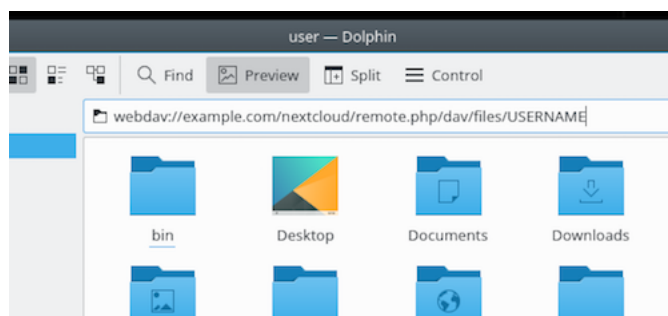 user — Dolphin
Find Preview Split Control
webdav://example.com/nextcloud/remote.php/dav/files/USERNAME
bin Desktop Documents Downloads